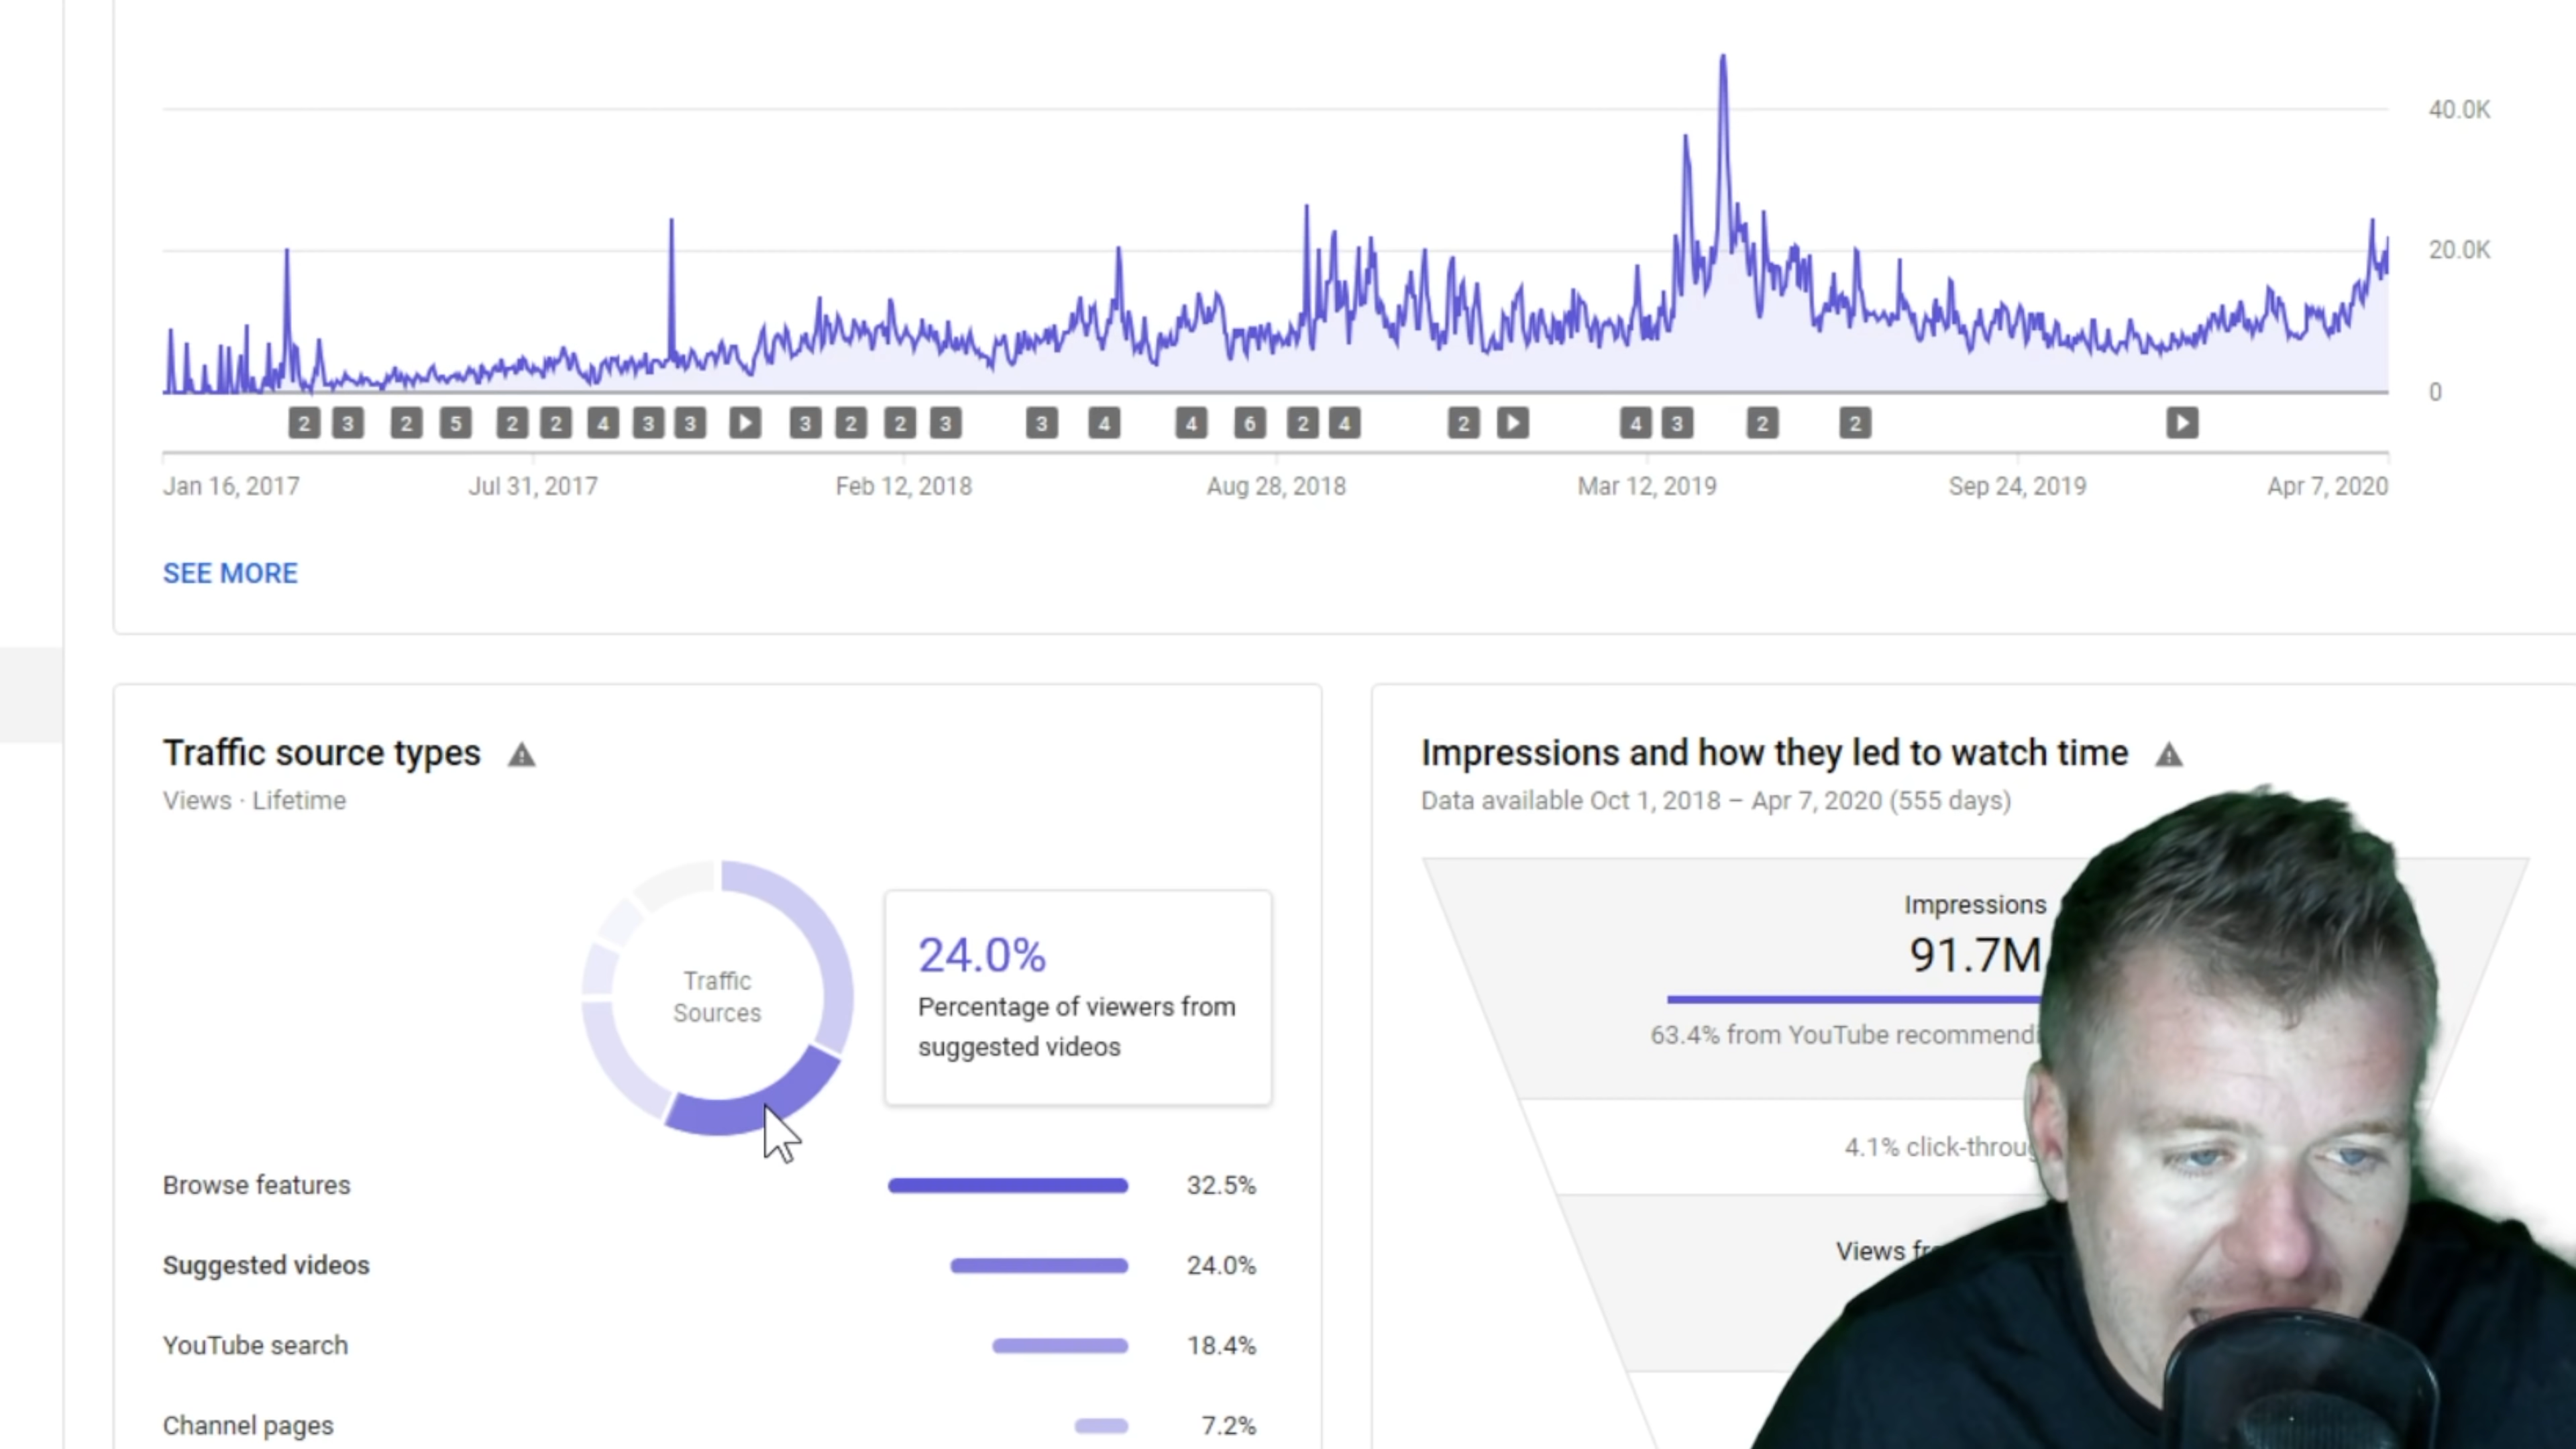 40.0K
20.0K
0
2 3 2 5 2 2 4 3 3 3 2 2 3 3 4 4 6 2 4 2 4 3 2 2
Jan 16, 2017 Jul 31, 2017 Feb 12, 2018 Aug 28, 2018 Mar 12, 2019 Sep 24, 2019 Apr 7, 2020
SEE MORE
Traffic source types
Views · Lifetime
Traffic
Sources
24.0%
Percentage of viewers from
suggested videos
Browse features 32.5%
Suggested videos 24.0%
YouTube search 18.4%
Channel pages 7.2%
Impressions and how they led to watch time
Data available Oct 1, 2018 – Apr 7, 2020 (555 days)
Impressions
91.7M
63.4% from YouTube recommendi
4.1% click-throug
Views fr